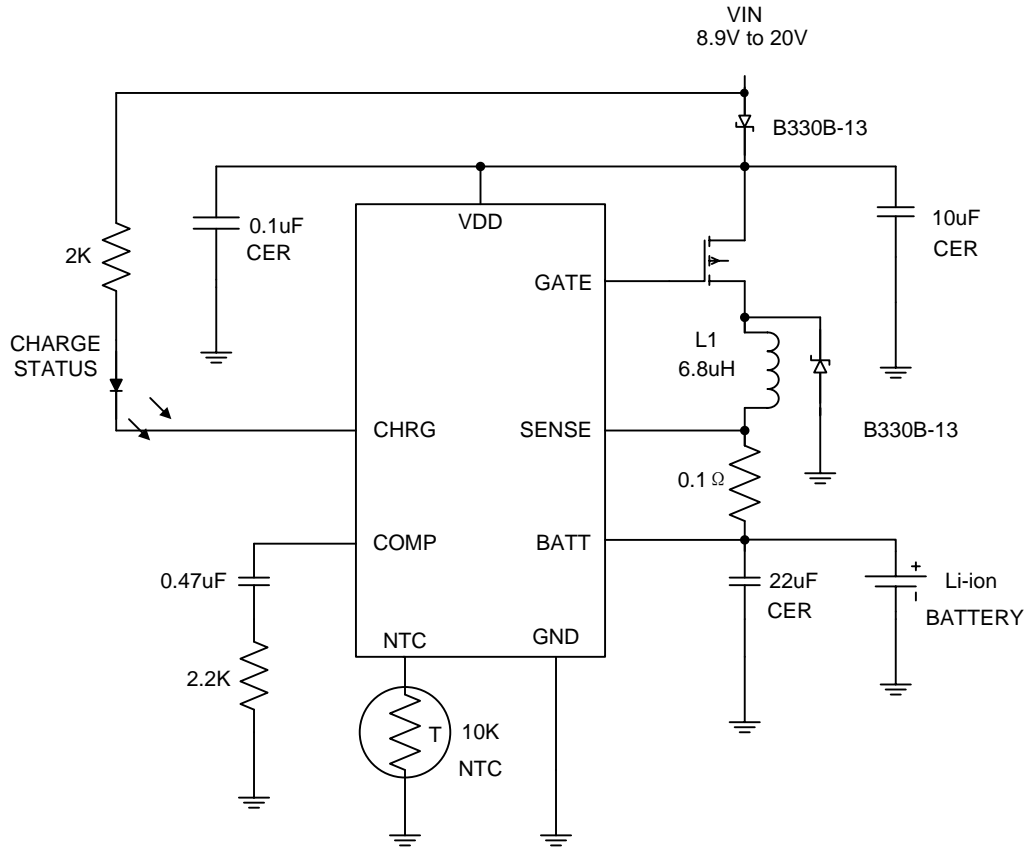 VIN
8.9V to 20V
B330B-13
0.1uF
CER
VDD
10uF
CER
2K
GATE
CHARGE
STATUS
L1
6.8uH
CHRG
SENSE
B330B-13
0.1Ω
COMP
BATT
0.47uF
22uF
CER
+
Li-ion
BATTERY
NTC
GND
2.2K
T
10K
NTC